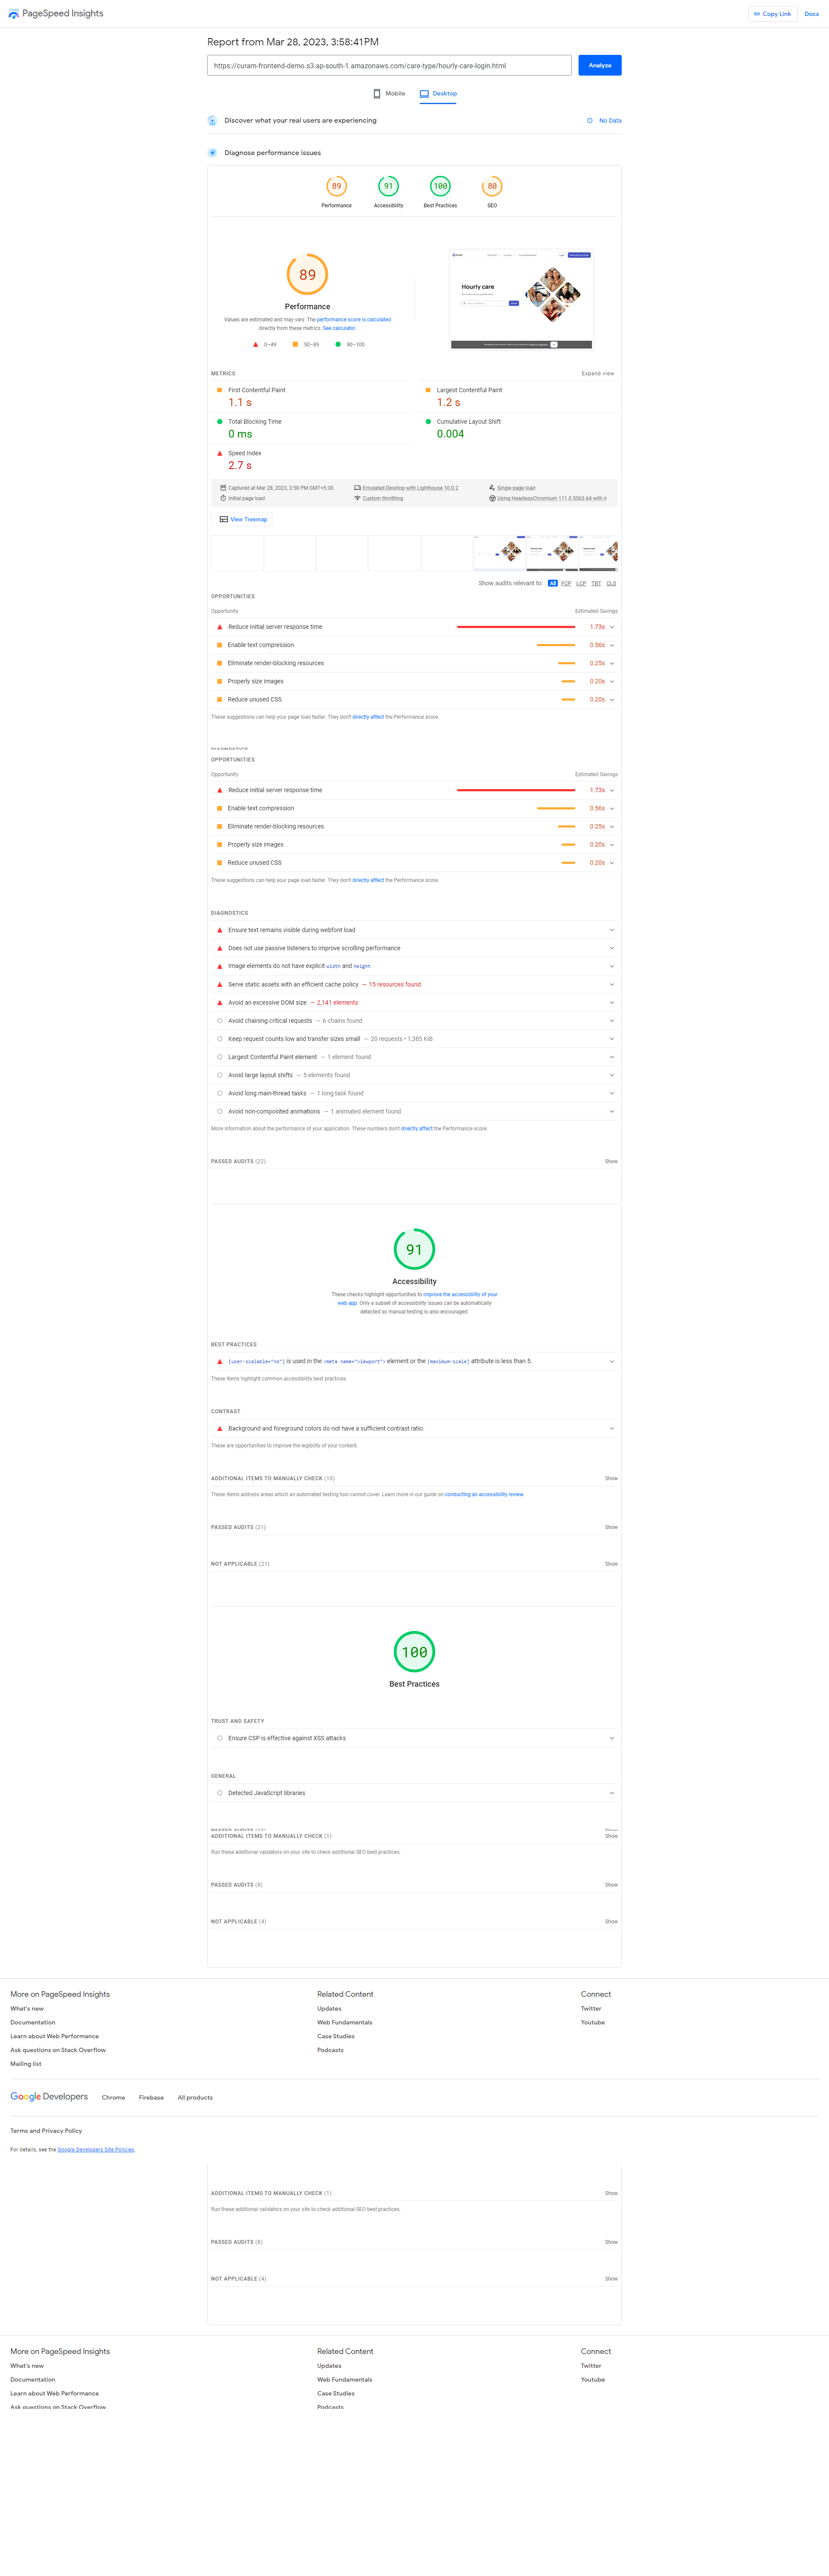 PageSpeed Insights
Copy Link
Docs
Report from Mar 28, 2023, 3:58:41 PM
https://curam-frontend-demo.s3.ap-south-1.amazonaws.com/care-type/hourly-care-login.html
Analyze
Mobile
Desktop
Discover what your real users are experiencing
No Data
Diagnose performance issues
89
91
100
80
Performance
Accessibility
Best Practices
SEO
89
Performance
Values are estimated and may vary. The performance score is calculated
directly from these metrics. See calculator.
0–49
50–89
90–100
Hourly care
METRICS
Expand view
First Contentful Paint
1.1 s
Largest Contentful Paint
1.2 s
Total Blocking Time
0 ms
Cumulative Layout Shift
0.004
Speed Index
2.7 s
Captured at Mar 28, 2023, 3:58 PM GMT+5:30
Emulated Desktop with Lighthouse 10.0.2
Single page load
Initial page load
Custom throttling
Using HeadlessChromium 111.0.5563.64 with lr
View Treemap
Show audits relevant to: All FCP LCP TBT CLS
OPPORTUNITIES
Opportunity
Estimated Savings
Reduce initial server response time
1.73s
Enable text compression
0.56s
Eliminate render-blocking resources
0.25s
Properly size images
0.20s
Reduce unused CSS
0.20s
These suggestions can help your page load faster. They don't directly affect the Performance score.
DIAGNOSTICS
OPPORTUNITIES
Opportunity
Estimated Savings
Reduce initial server response time
1.73s
Enable text compression
0.56s
Eliminate render-blocking resources
0.25s
Properly size images
0.20s
Reduce unused CSS
0.20s
These suggestions can help your page load faster. They don't directly affect the Performance score.
DIAGNOSTICS
Ensure text remains visible during webfont load
Does not use passive listeners to improve scrolling performance
Image elements do not have explicit width and height
Serve static assets with an efficient cache policy — 15 resources found
Avoid an excessive DOM size — 2,141 elements
Avoid chaining critical requests — 6 chains found
Keep request counts low and transfer sizes small — 20 requests • 1,365 KiB
Largest Contentful Paint element — 1 element found
Avoid large layout shifts — 5 elements found
Avoid long main-thread tasks — 1 long task found
Avoid non-composited animations — 1 animated element found
More information about the performance of your application. These numbers don't directly affect the Performance score.
PASSED AUDITS (22)
Show
91
Accessibility
These checks highlight opportunities to improve the accessibility of your
web app. Only a subset of accessibility issues can be automatically
detected so manual testing is also encouraged.
BEST PRACTICES
[user-scalable="no"] is used in the <meta name="viewport"> element or the [maximum-scale] attribute is less than 5.
These items highlight common accessibility best practices.
CONTRAST
Background and foreground colors do not have a sufficient contrast ratio.
These are opportunities to improve the legibility of your content.
ADDITIONAL ITEMS TO MANUALLY CHECK (10)
Show
These items address areas which an automated testing tool cannot cover. Learn more in our guide on conducting an accessibility review.
PASSED AUDITS (21)
Show
NOT APPLICABLE (21)
Show
100
Best Practices
TRUST AND SAFETY
Ensure CSP is effective against XSS attacks
GENERAL
Detected JavaScript libraries
PASSED AUDITS
Show
ADDITIONAL ITEMS TO MANUALLY CHECK (1)
Show
Run these additional validators on your site to check additional SEO best practices.
PASSED AUDITS (8)
Show
NOT APPLICABLE (4)
Show
More on PageSpeed Insights
What's new
Documentation
Learn about Web Performance
Ask questions on Stack Overflow
Mailing list
Related Content
Updates
Web Fundamentals
Case Studies
Podcasts
Connect
Twitter
Youtube
Google Developers
Chrome
Firebase
All products
Terms and Privacy Policy
For details, see the Google Developers Site Policies.
ADDITIONAL ITEMS TO MANUALLY CHECK (1)
Show
Run these additional validators on your site to check additional SEO best practices.
PASSED AUDITS (8)
Show
NOT APPLICABLE (4)
Show
More on PageSpeed Insights
What's new
Documentation
Learn about Web Performance
Ask questions on Stack Overflow
Related Content
Updates
Web Fundamentals
Case Studies
Podcasts
Connect
Twitter
Youtube